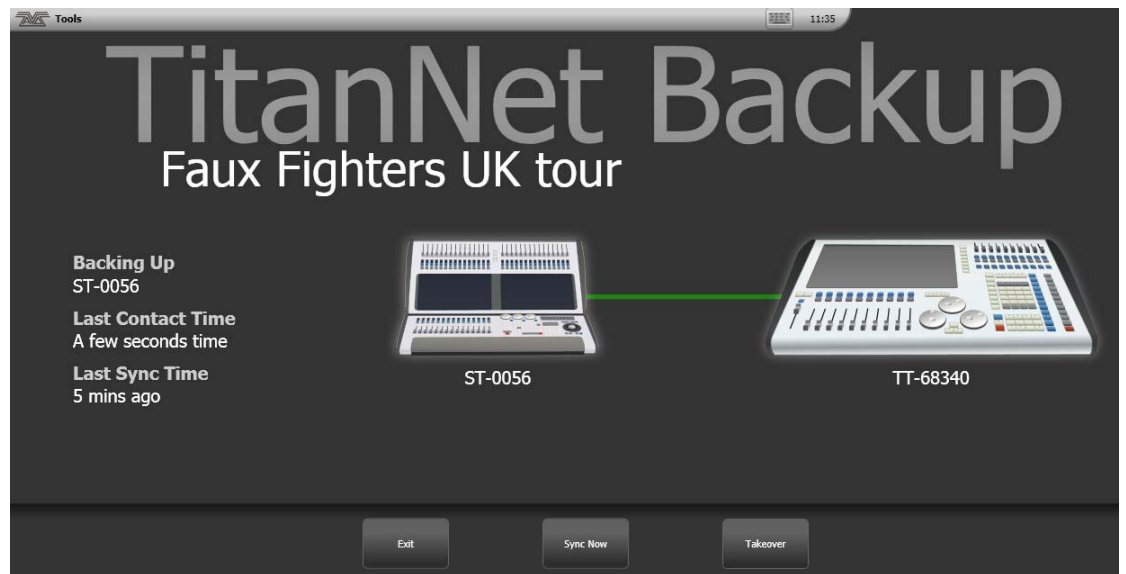 Tools
11:35
TitanNet Backup
Faux Fighters UK tour
Backing Up
ST-0056
Last Contact Time
A few seconds time
Last Sync Time
5 mins ago
ST-0056
TT-68340
Exit
Sync Now
Takeover